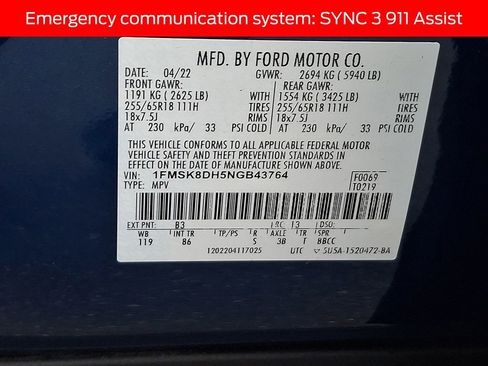 Emergency communication system: SYNC 3 911 Assist
MFD. BY FORD MOTOR CO.
DATE: 04/22 GVWR: 2694 KG ( 5940 LB)
FRONT GAWR: REAR GAWR:
1191 KG ( 2625 LB) WITH 1554 KG ( 3425 LB) WITH
255/65R18 111H TIRES 255/65R18 111H TIRES
18x7.5J RIMS 18x7.5J RIMS
AT 230 kPa/ 33 PSI COLD AT 230 kPa/ 33 PSI COLD
THIS VEHICLE CONFORMS TO ALL APPLICABLE FEDERAL MOTOR
VEHICLE SAFETY AND THEFT PREVENTION STANDARDS IN EFFECT ON
THE DATE OF MANUFACTURE SHOWN ABOVE.
VIN: 1FMSK8DH5NGB43764 F0069
TYPE: MPV T0219
EXT PNT: B3 RC: 13 DSO:
WB INT TR TP/PS R AXLE TR SPR
119 86 S 3B T BBCC
1202204117025 UTC 5USA-1520472-BA